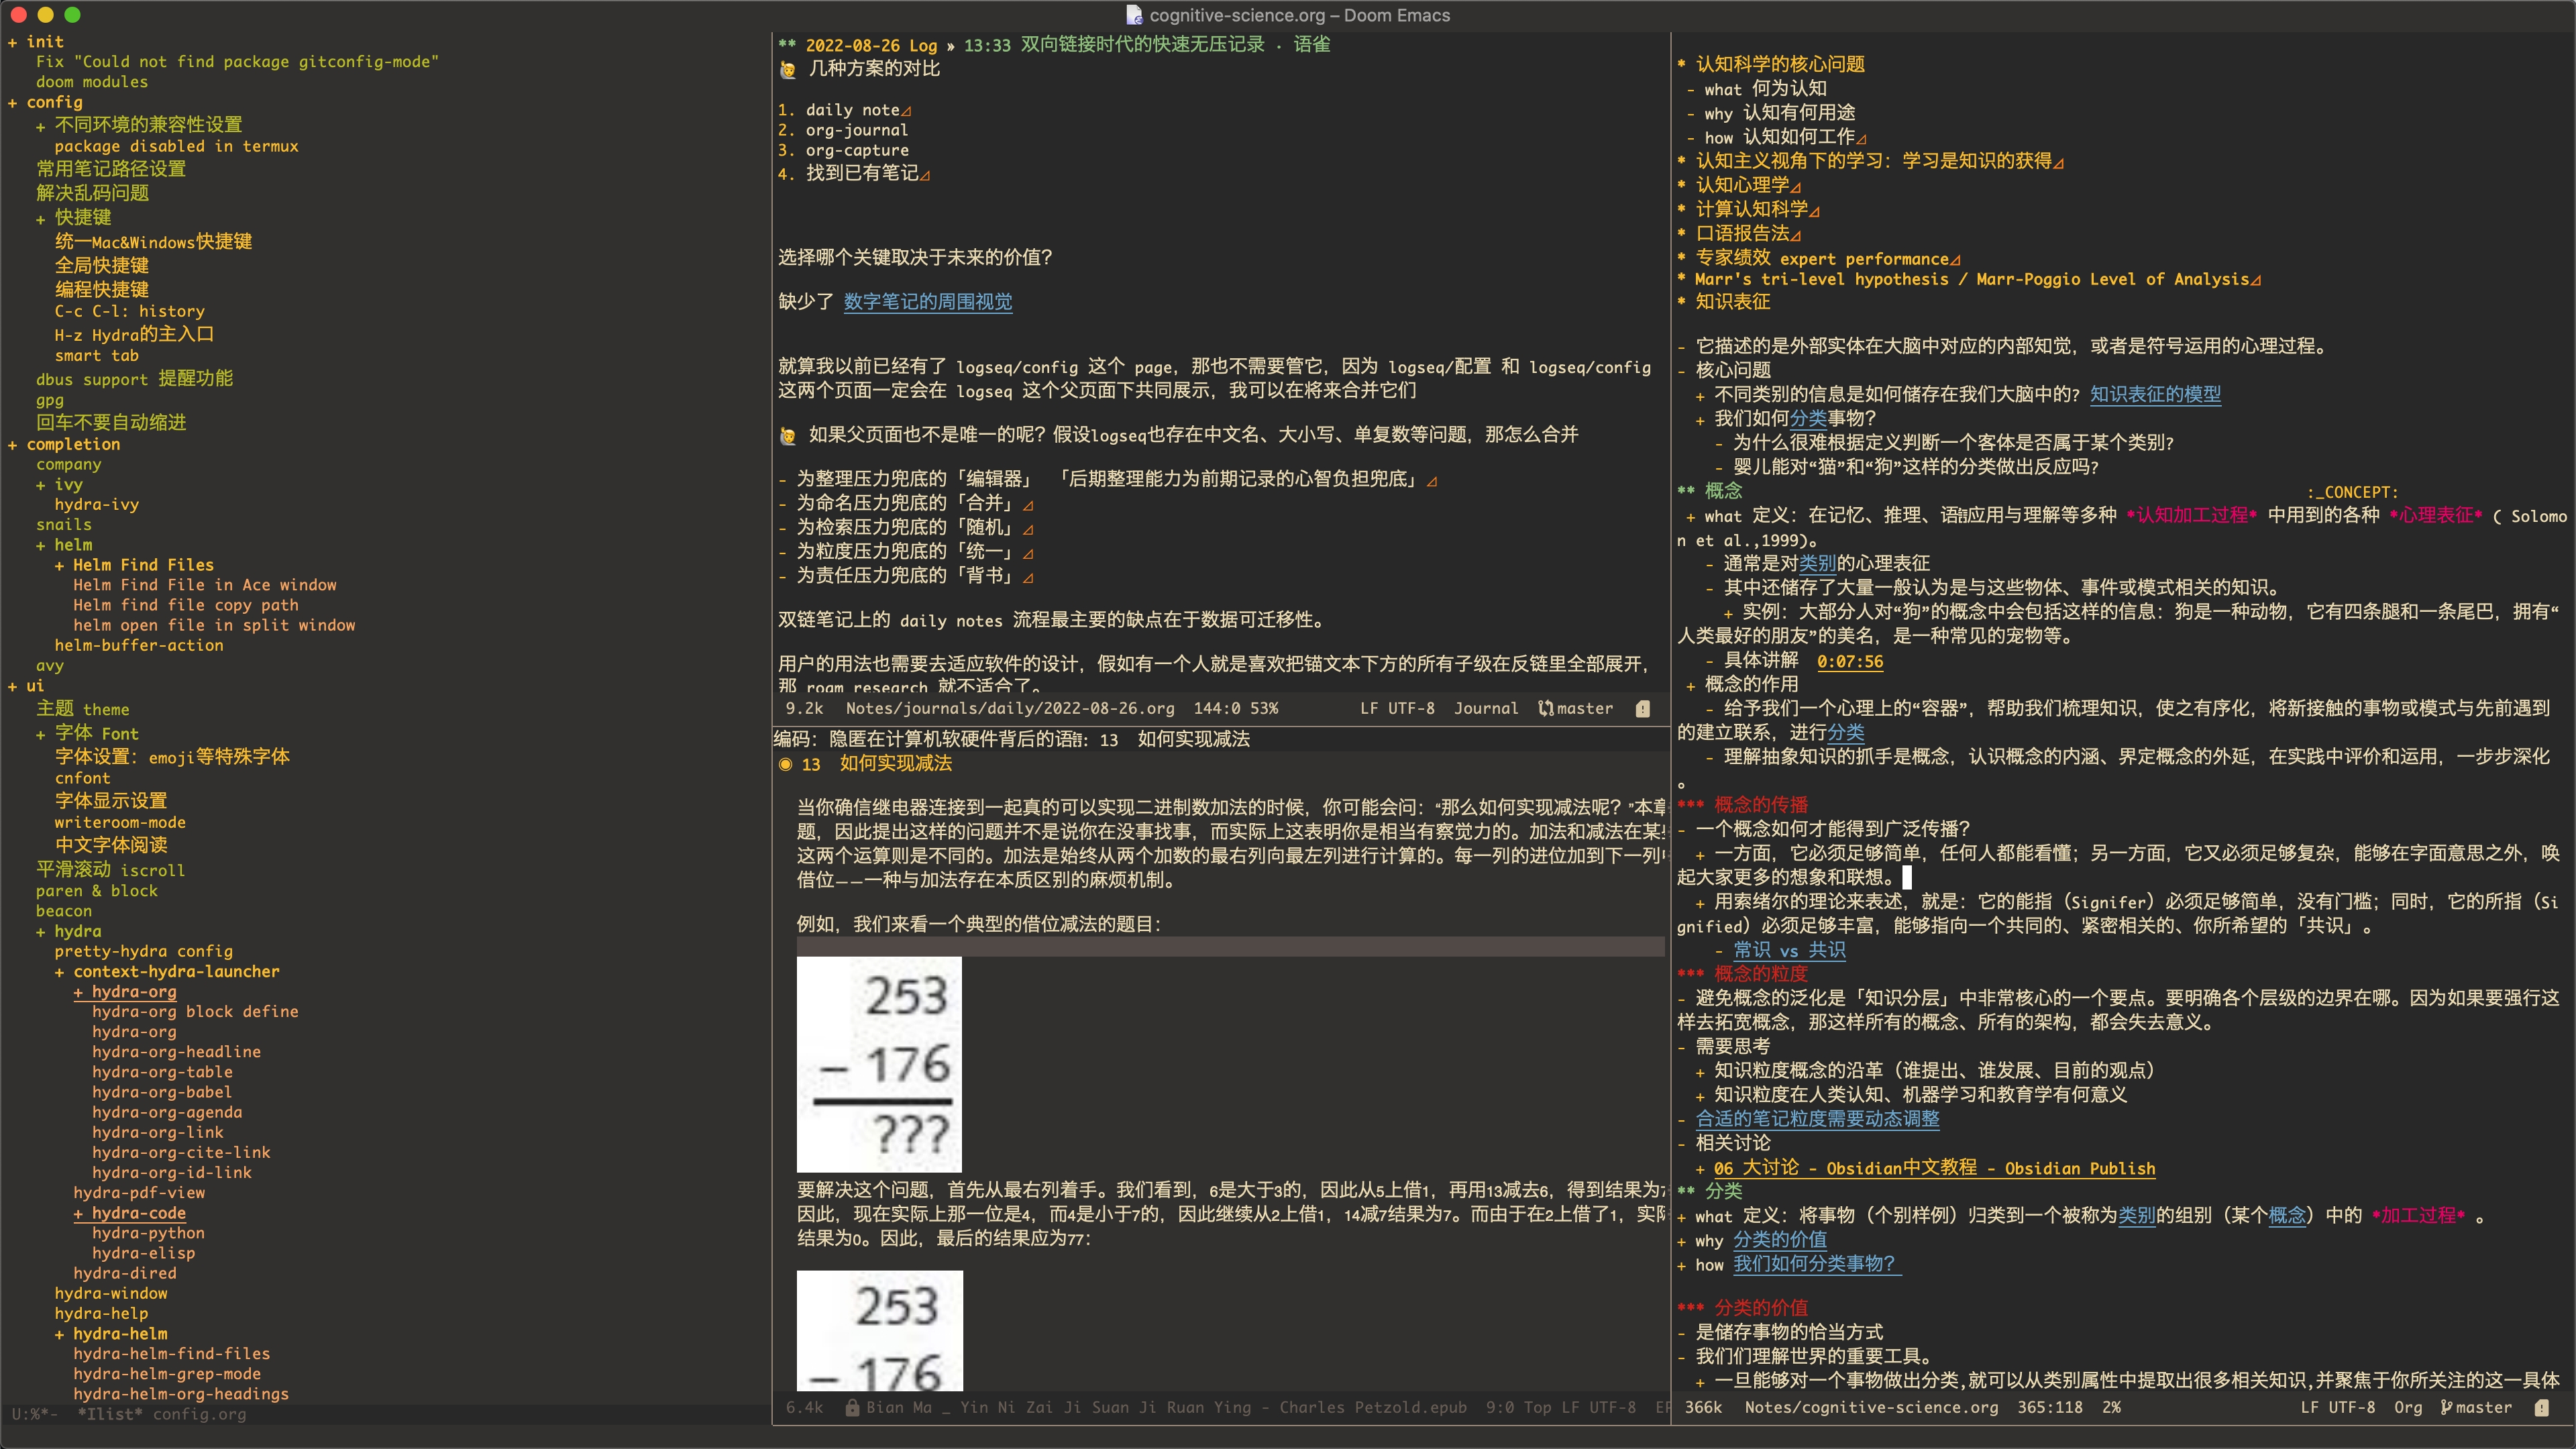 cognitive-science.org – Doom Emacs
+ init
Fix "Could not find package gitconfig-mode"
doom modules
+ config
+ 不同环境的兼容性设置
package disabled in termux
常用笔记路径设置
解决乱码问题
+ 快捷键
统一Mac&Windows快捷键
全局快捷键
编程快捷键
C-c C-l: history
H-z Hydra的主入口
smart tab
dbus support 提醒功能
gpg
回车不要自动缩进
+ completion
company
+ ivy
hydra-ivy
snails
+ helm
+ Helm Find Files
Helm Find File in Ace window
Helm find file copy path
helm open file in split window
helm-buffer-action
avy
+ ui
主题 theme
+ 字体 Font
字体设置：emoji等特殊字体
cnfont
字体显示设置
writeroom-mode
中文字体阅读
平滑滚动 iscroll
paren & block
beacon
+ hydra
pretty-hydra config
+ context-hydra-launcher
+ hydra-org
hydra-org block define
hydra-org
hydra-org-headline
hydra-org-table
hydra-org-babel
hydra-org-agenda
hydra-org-link
hydra-org-cite-link
hydra-org-id-link
hydra-pdf-view
+ hydra-code
hydra-python
hydra-elisp
hydra-dired
hydra-window
hydra-help
+ hydra-helm
hydra-helm-find-files
hydra-helm-grep-mode
hydra-helm-org-headings
U:%*- *Ilist* config.org
** 2022-08-26 Log » 13:33 双向链接时代的快速无压记录 · 语雀
🙋 几种方案的对比
1. daily note
2. org-journal
3. org-capture
4. 找到已有笔记
选择哪个关键取决于未来的价值？
缺少了 数字笔记的周围视觉
就算我以前已经有了 logseq/config 这个 page，那也不需要管它，因为 logseq/配置 和 logseq/config
这两个页面一定会在 logseq 这个父页面下共同展示，我可以在将来合并它们
🙋 如果父页面也不是唯一的呢？假设logseq也存在中文名、大小写、单复数等问题，那怎么合并
- 为整理压力兜底的「编辑器」 「后期整理能力为前期记录的心智负担兜底」
- 为命名压力兜底的「合并」
- 为检索压力兜底的「随机」
- 为粒度压力兜底的「统一」
- 为责任压力兜底的「背书」
双链笔记上的 daily notes 流程最主要的缺点在于数据可迁移性。
用户的用法也需要去适应软件的设计，假如有一个人就是喜欢把锚文本下方的所有子级在反链里全部展开，
那 roam research 就不适合了。
9.2k Notes/journals/daily/2022-08-26.org 144:0 53% LF UTF-8 Journal master
编码：隐匿在计算机软硬件背后的语言：13 如何实现减法
◉ 13 如何实现减法
当你确信继电器连接到一起真的可以实现二进制数加法的时候，你可能会问：“那么如何实现减法呢？”本章
题，因此提出这样的问题并不是说你在没事找事，而实际上这表明你是相当有察觉力的。加法和减法在某
这两个运算则是不同的。加法是始终从两个加数的最右列向最左列进行计算的。每一列的进位加到下一列
借位——一种与加法存在本质区别的麻烦机制。
例如，我们来看一个典型的借位减法的题目：
253
– 176
???
要解决这个问题，首先从最右列着手。我们看到，6是大于3的，因此从5上借1，再用13减去6，得到结果为7
因此，现在实际上那一位是4，而4是小于7的，因此继续从2上借1，14减7结果为7。而由于在2上借了1，实际
结果为0。因此，最后的结果应为77：
253
– 176
6.4k Bian Ma _ Yin Ni Zai Ji Suan Ji Ruan Ying - Charles Petzold.epub 9:0 Top LF UTF-8 EP
* 认知科学的核心问题
- what 何为认知
- why 认知有何用途
- how 认知如何工作
* 认知主义视角下的学习：学习是知识的获得
* 认知心理学
* 计算认知科学
* 口语报告法
* 专家绩效 expert performance
* Marr's tri-level hypothesis / Marr-Poggio Level of Analysis
* 知识表征
- 它描述的是外部实体在大脑中对应的内部知觉，或者是符号运用的心理过程。
- 核心问题
+ 不同类别的信息是如何储存在我们大脑中的？ 知识表征的模型
+ 我们如何分类事物？
- 为什么很难根据定义判断一个客体是否属于某个类别?
- 婴儿能对“猫”和“狗”这样的分类做出反应吗?
** 概念 :_CONCEPT:
+ what 定义：在记忆、推理、语言应用与理解等多种 *认知加工过程* 中用到的各种 *心理表征* ( Solomo
n et al.,1999)。
- 通常是对类别的心理表征
- 其中还储存了大量一般认为是与这些物体、事件或模式相关的知识。
+ 实例：大部分人对“狗”的概念中会包括这样的信息：狗是一种动物，它有四条腿和一条尾巴，拥有“
人类最好的朋友”的美名，是一种常见的宠物等。
- 具体讲解 0:07:56
+ 概念的作用
- 给予我们一个心理上的“容器”，帮助我们梳理知识，使之有序化，将新接触的事物或模式与先前遇到
的建立联系，进行分类
- 理解抽象知识的抓手是概念，认识概念的内涵、界定概念的外延，在实践中评价和运用，一步步深化
。
*** 概念的传播
- 一个概念如何才能得到广泛传播？
+ 一方面，它必须足够简单，任何人都能看懂；另一方面，它又必须足够复杂，能够在字面意思之外，唤
起大家更多的想象和联想。
+ 用索绪尔的理论来表述，就是：它的能指（Signifer）必须足够简单，没有门槛；同时，它的所指（Si
gnified）必须足够丰富，能够指向一个共同的、紧密相关的、你所希望的「共识」。
- 常识 vs 共识
*** 概念的粒度
- 避免概念的泛化是「知识分层」中非常核心的一个要点。要明确各个层级的边界在哪。因为如果要强行这
样去拓宽概念，那这样所有的概念、所有的架构，都会失去意义。
- 需要思考
+ 知识粒度概念的沿革（谁提出、谁发展、目前的观点）
+ 知识粒度在人类认知、机器学习和教育学有何意义
- 合适的笔记粒度需要动态调整
- 相关讨论
+ 06 大讨论 - Obsidian中文教程 - Obsidian Publish
** 分类
+ what 定义：将事物（个别样例）归类到一个被称为类别的组别（某个概念）中的 *加工过程* 。
+ why 分类的价值
+ how 我们如何分类事物？
*** 分类的价值
- 是储存事物的恰当方式
- 我们们理解世界的重要工具。
+ 一旦能够对一个事物做出分类,就可以从类别属性中提取出很多相关知识,并聚焦于你所关注的这一具体
366k Notes/cognitive-science.org 365:118 2% LF UTF-8 Org master